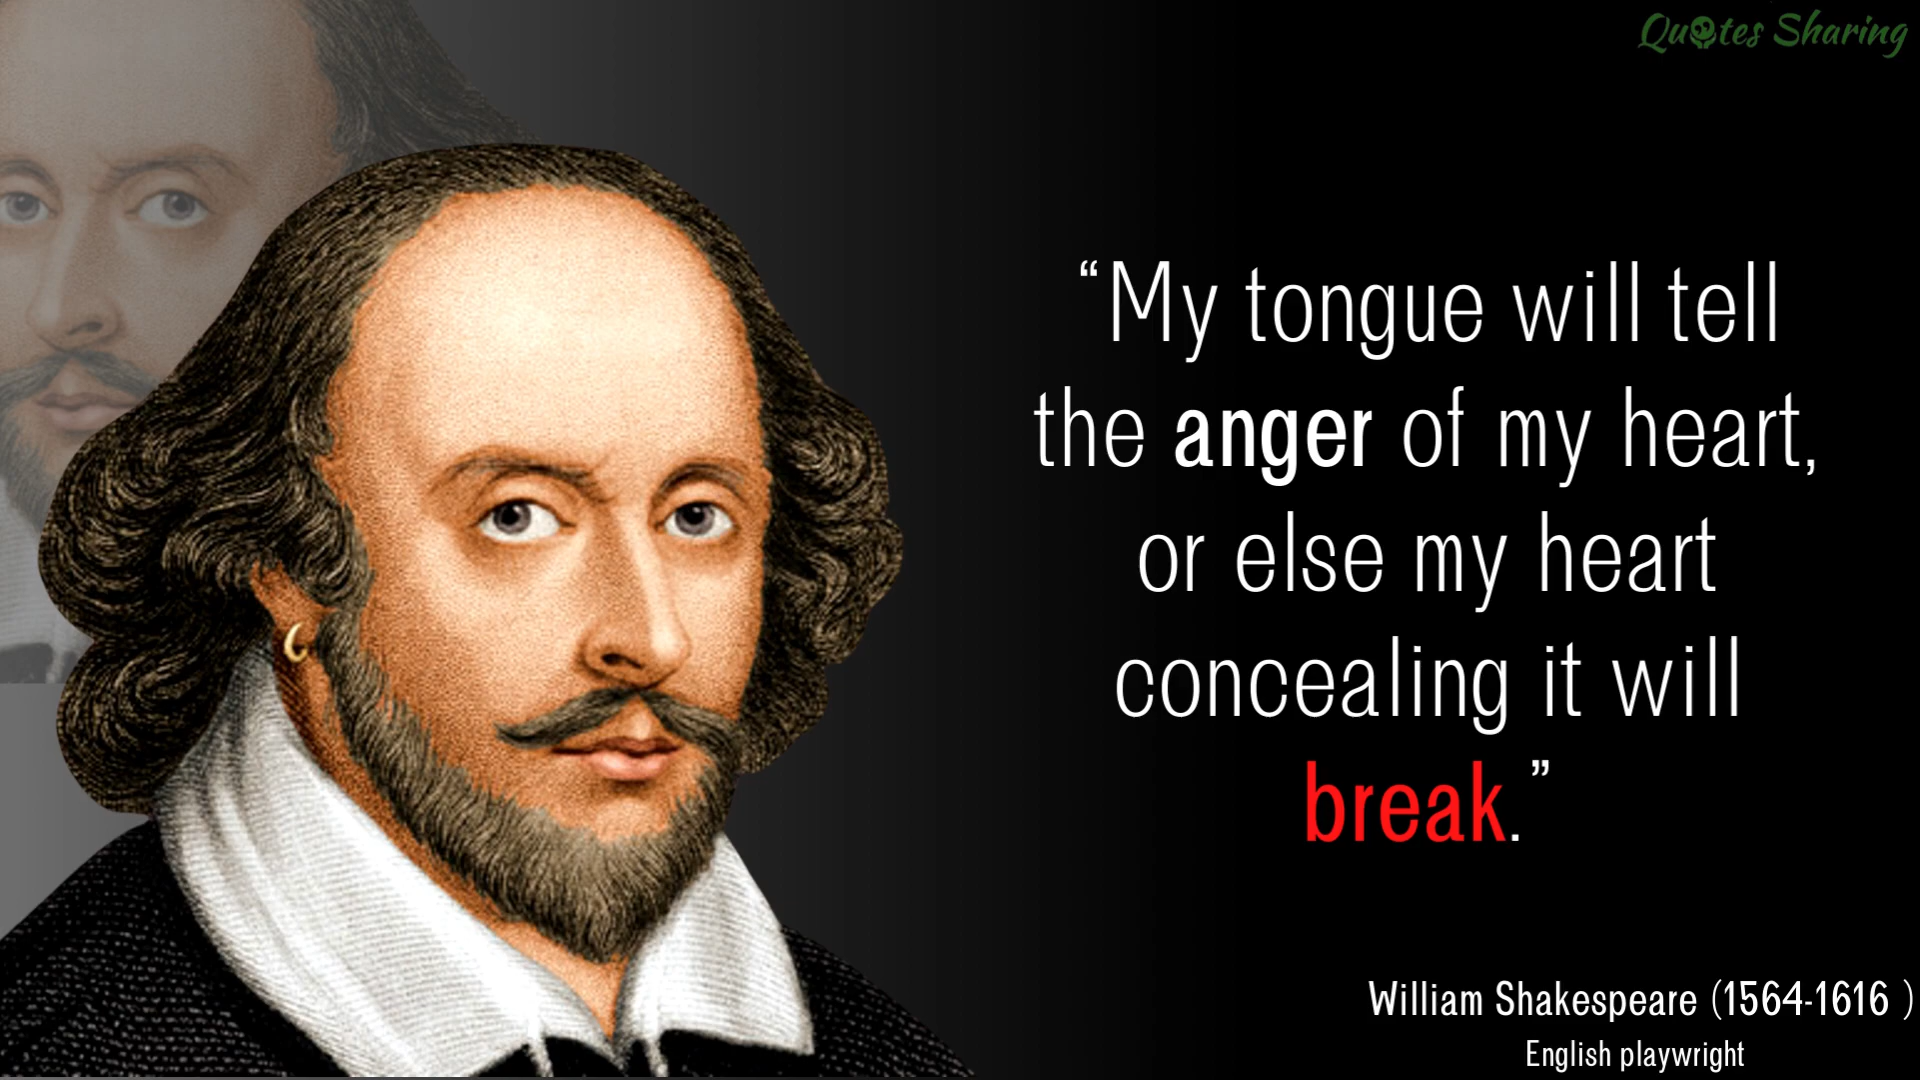 Quotes Sharing
“My tongue will tell
the anger of my heart,
or else my heart
concealing it will
break.”
William Shakespeare (1564-1616 )
English playwright